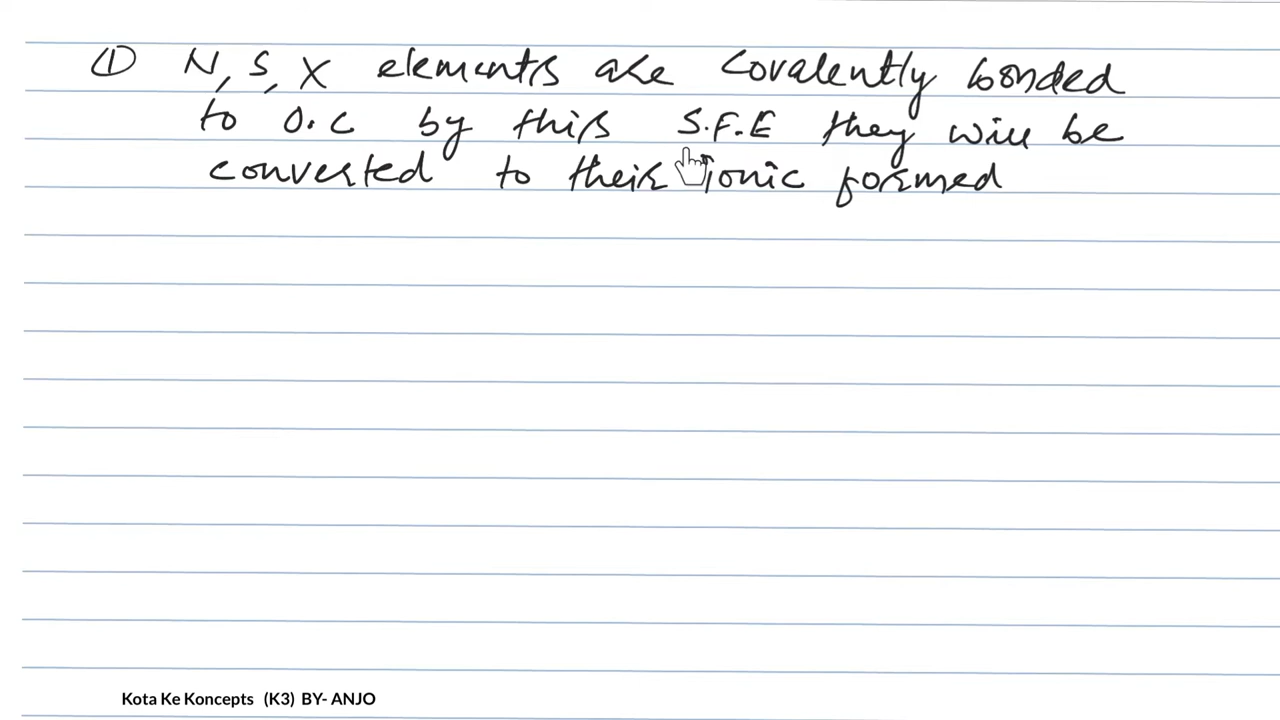 ① N, S, X elements are covalently bonded
to O.C by this S.F.E they will be
converted to their ionic formed
Kota Ke Koncepts (K3) BY- ANJO